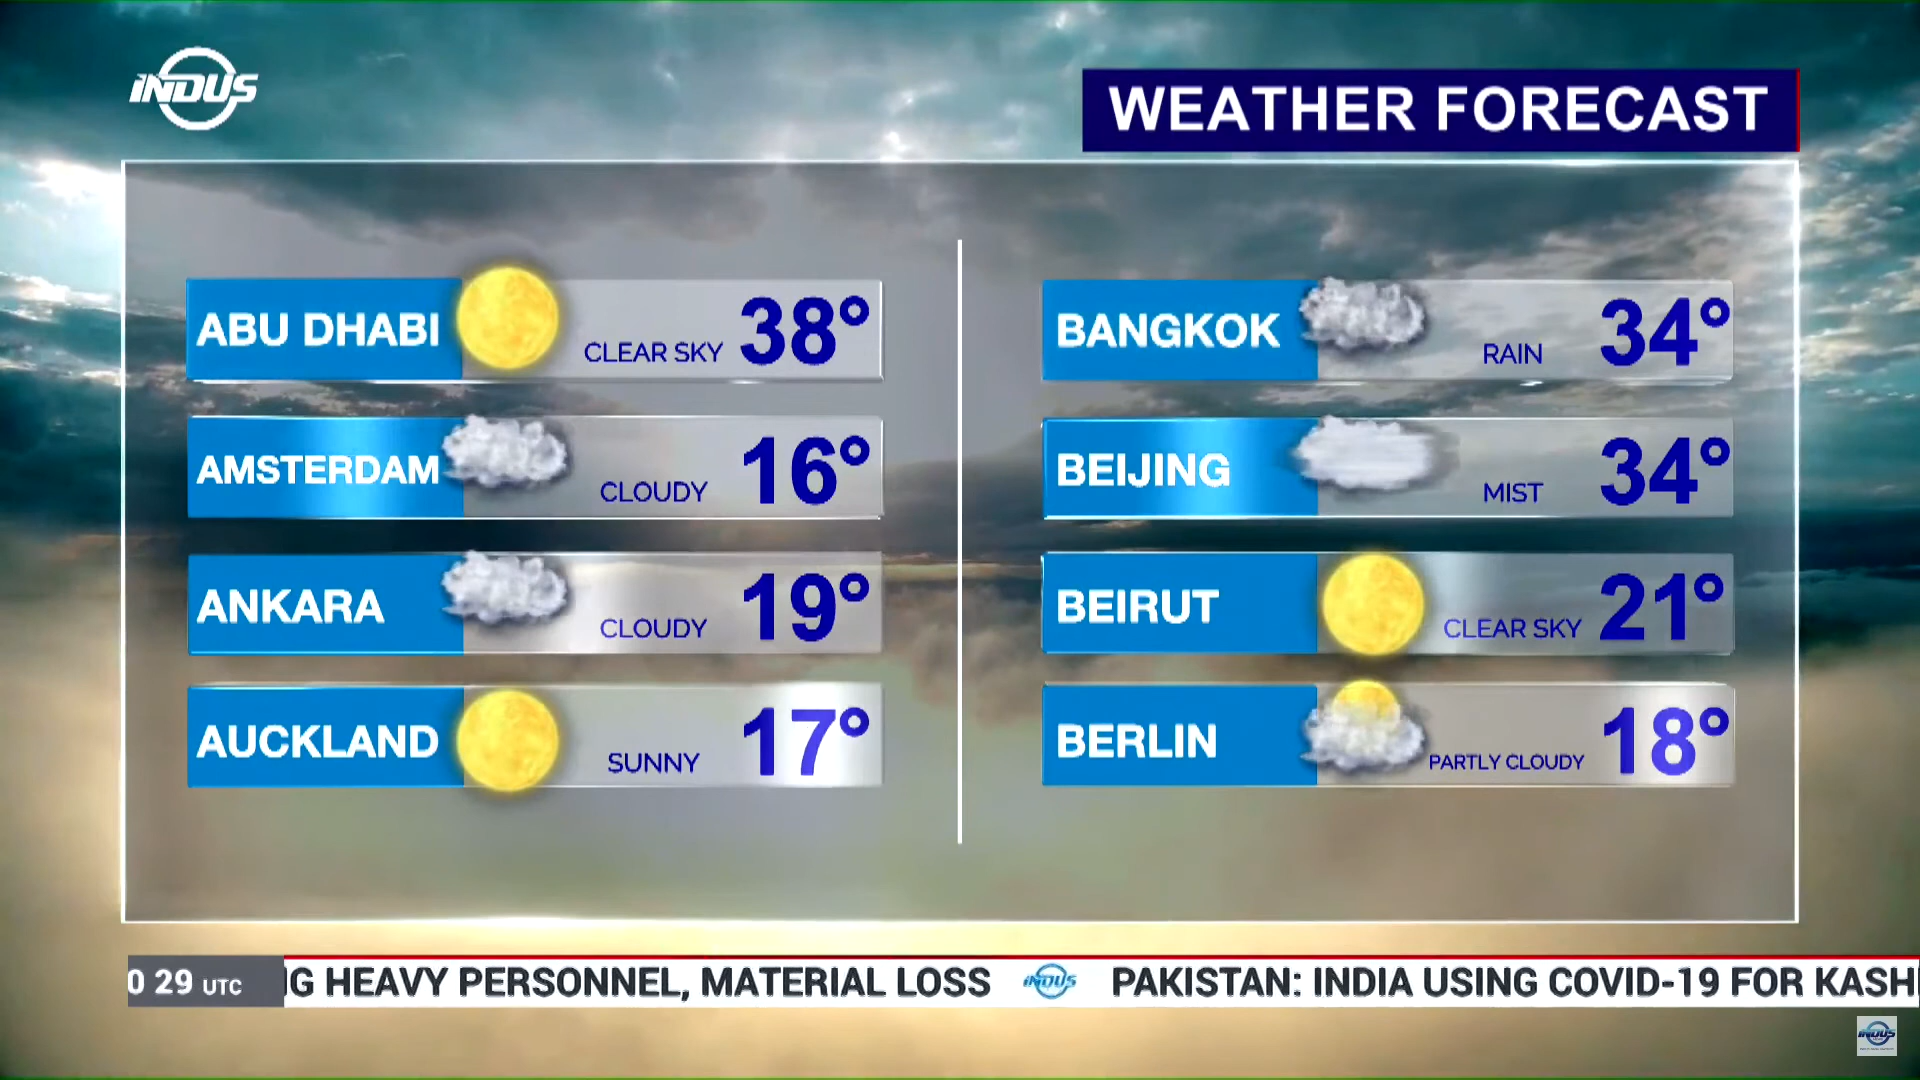 INDUS
WEATHER FORECAST
ABU DHABI CLEAR SKY 38°
AMSTERDAM CLOUDY 16°
ANKARA CLOUDY 19°
AUCKLAND SUNNY 17°
BANGKOK RAIN 34°
BEIJING MIST 34°
BEIRUT CLEAR SKY 21°
BERLIN PARTLY CLOUDY 18°
0 29 UTC G HEAVY PERSONNEL, MATERIAL LOSS INDUS PAKISTAN: INDIA USING COVID-19 FOR KASH
INDUS